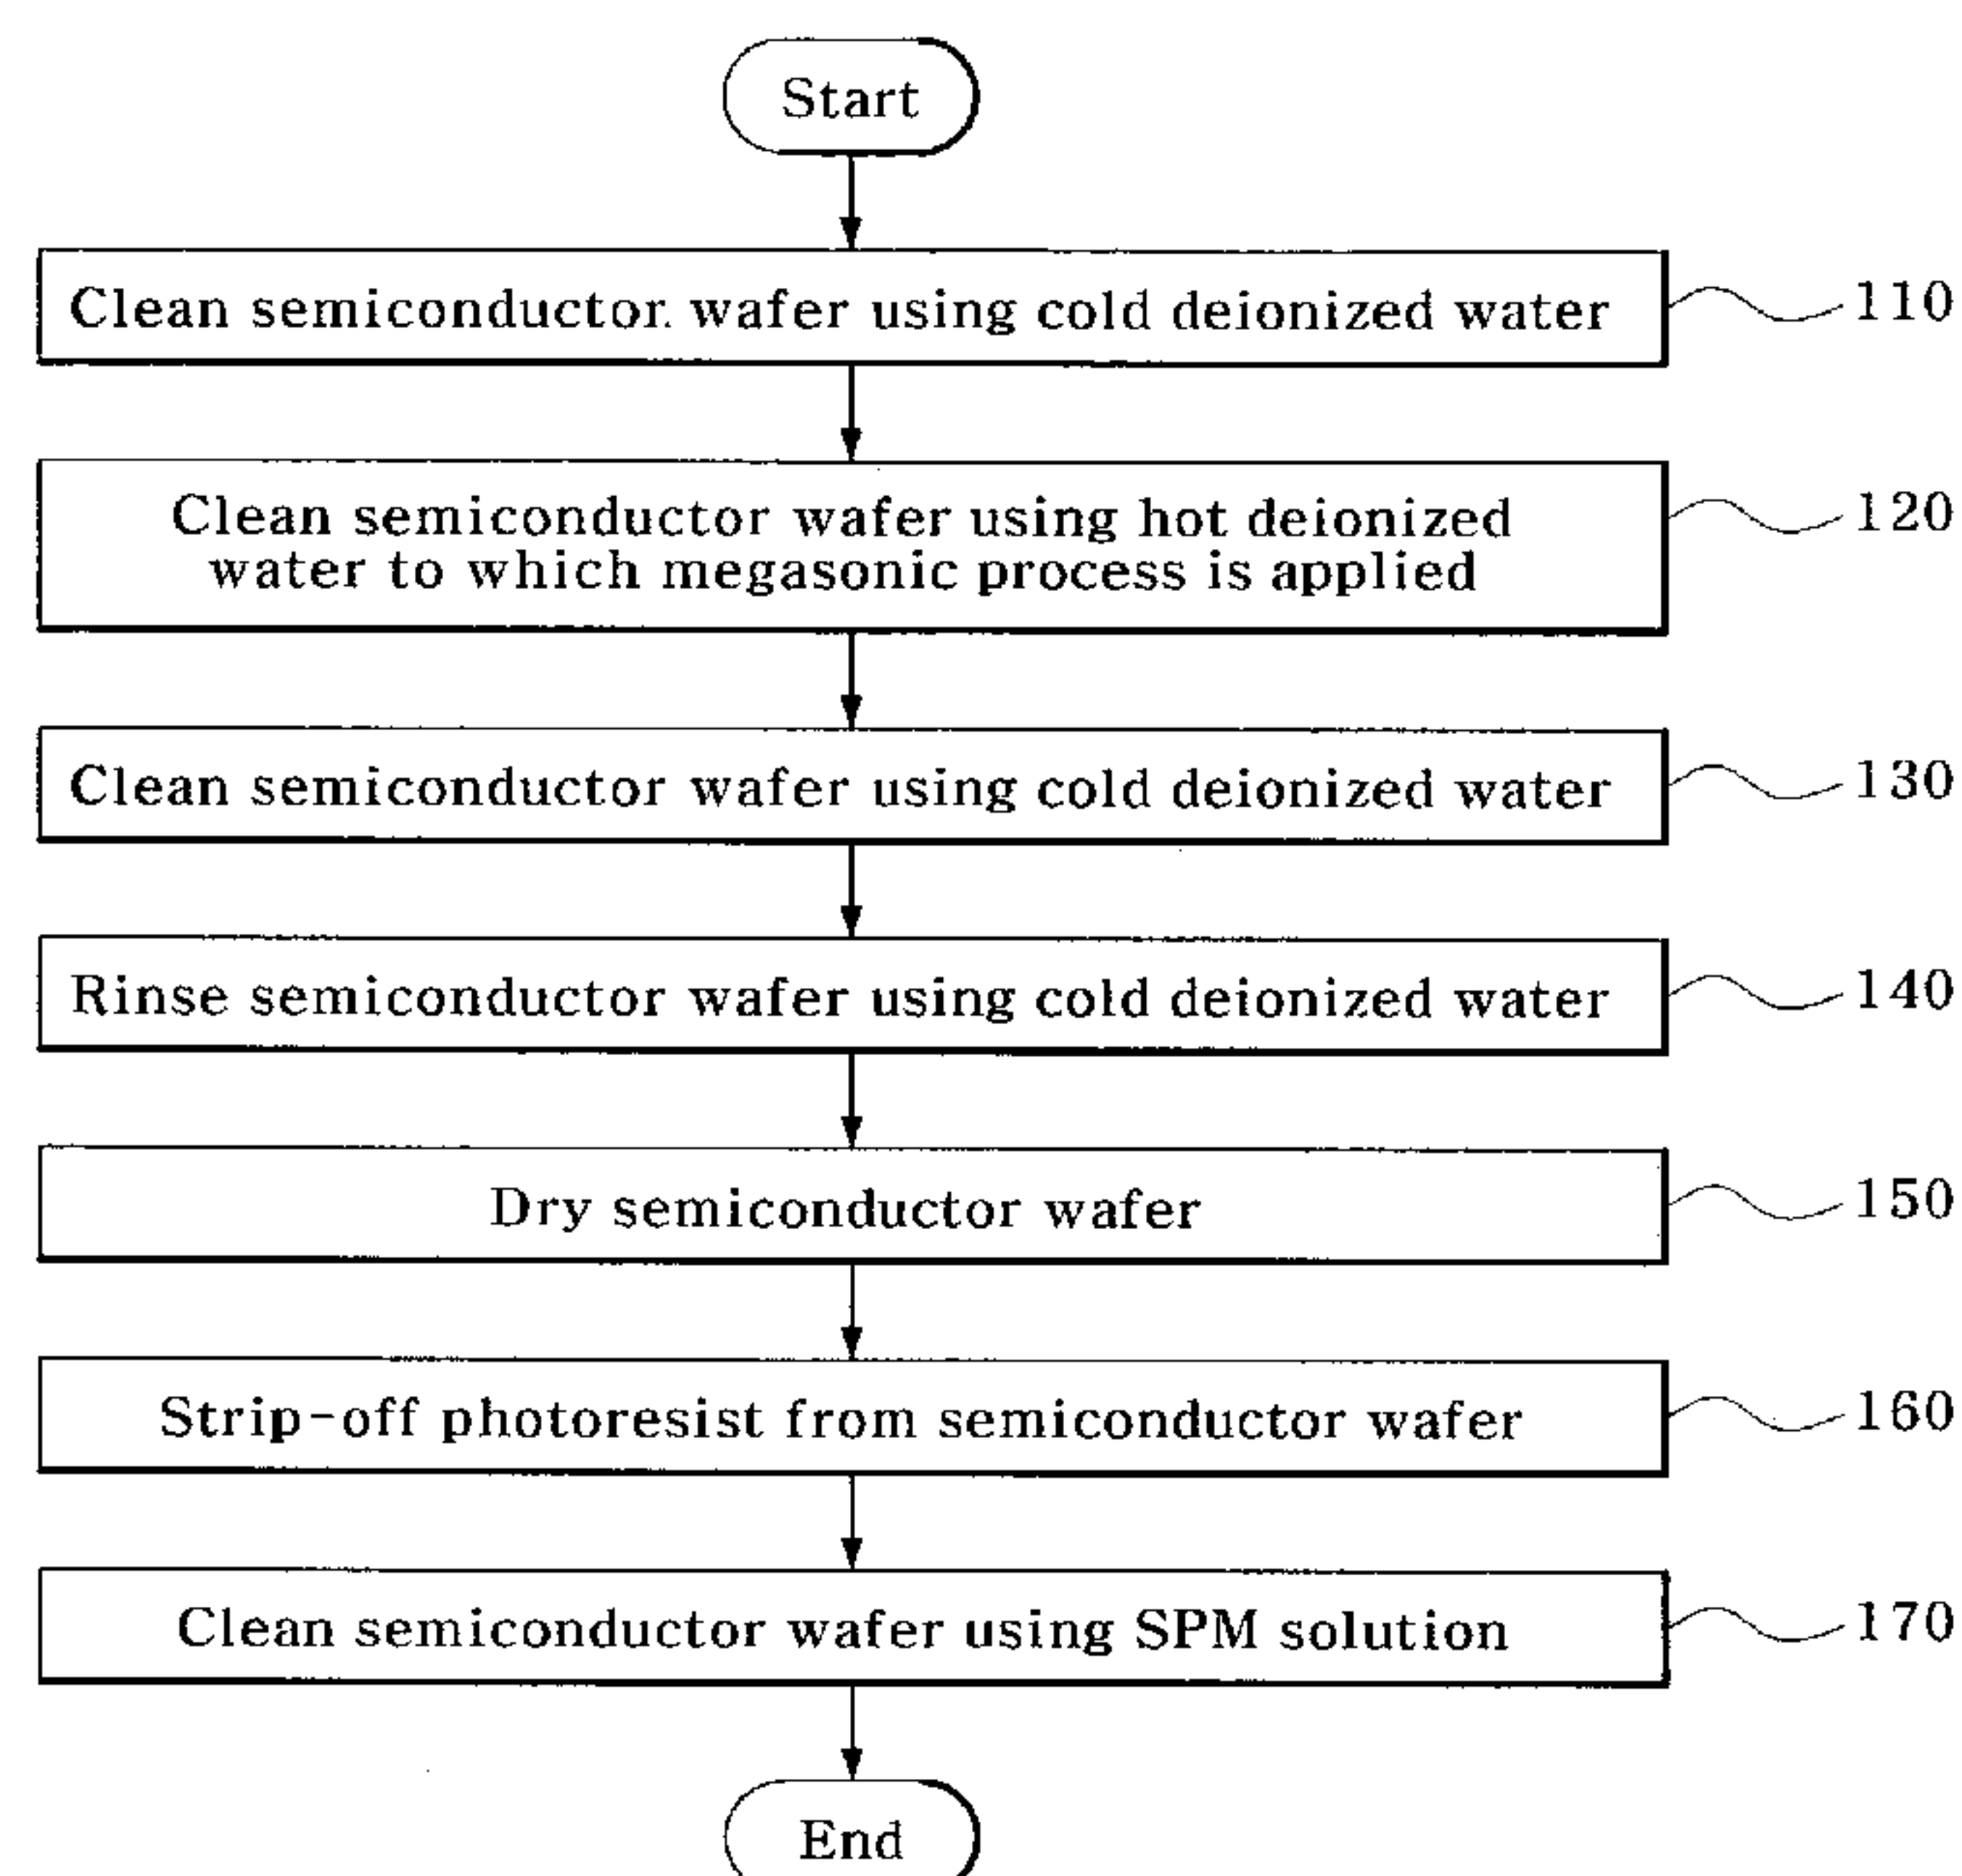 Start
Clean semiconductor wafer using cold deionized water
110
Clean semiconductor wafer using hot deionized
water to which megasonic process is applied
120
Clean semiconductor wafer using cold deionized water
130
Rinse semiconductor wafer using cold deionized water
140
Dry semiconductor wafer
150
Strip-off photoresist from semiconductor wafer
160
Clean semiconductor wafer using SPM solution
170
End